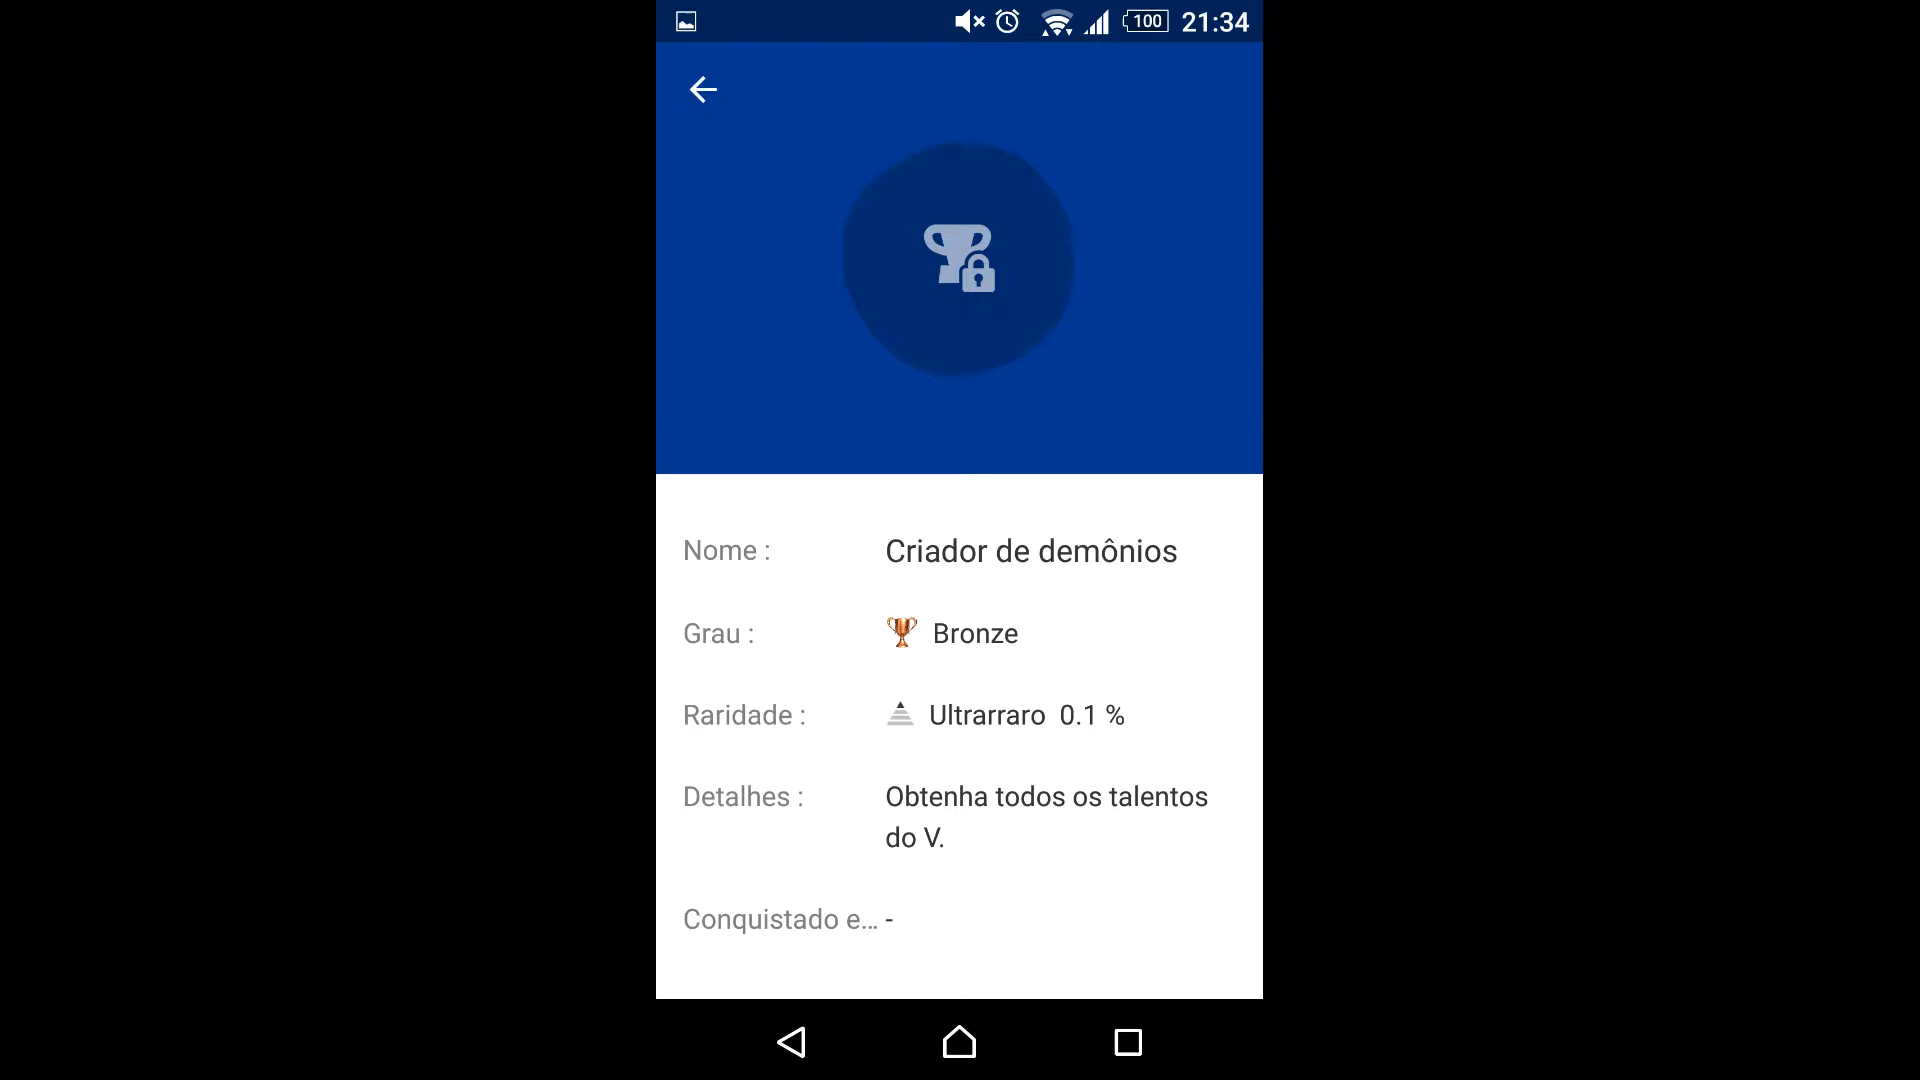 100 21:34
Nome : Criador de demônios
Grau : Bronze
Raridade : Ultrarraro 0.1 %
Detalhes : Obtenha todos os talentos
do V.
Conquistado e... -